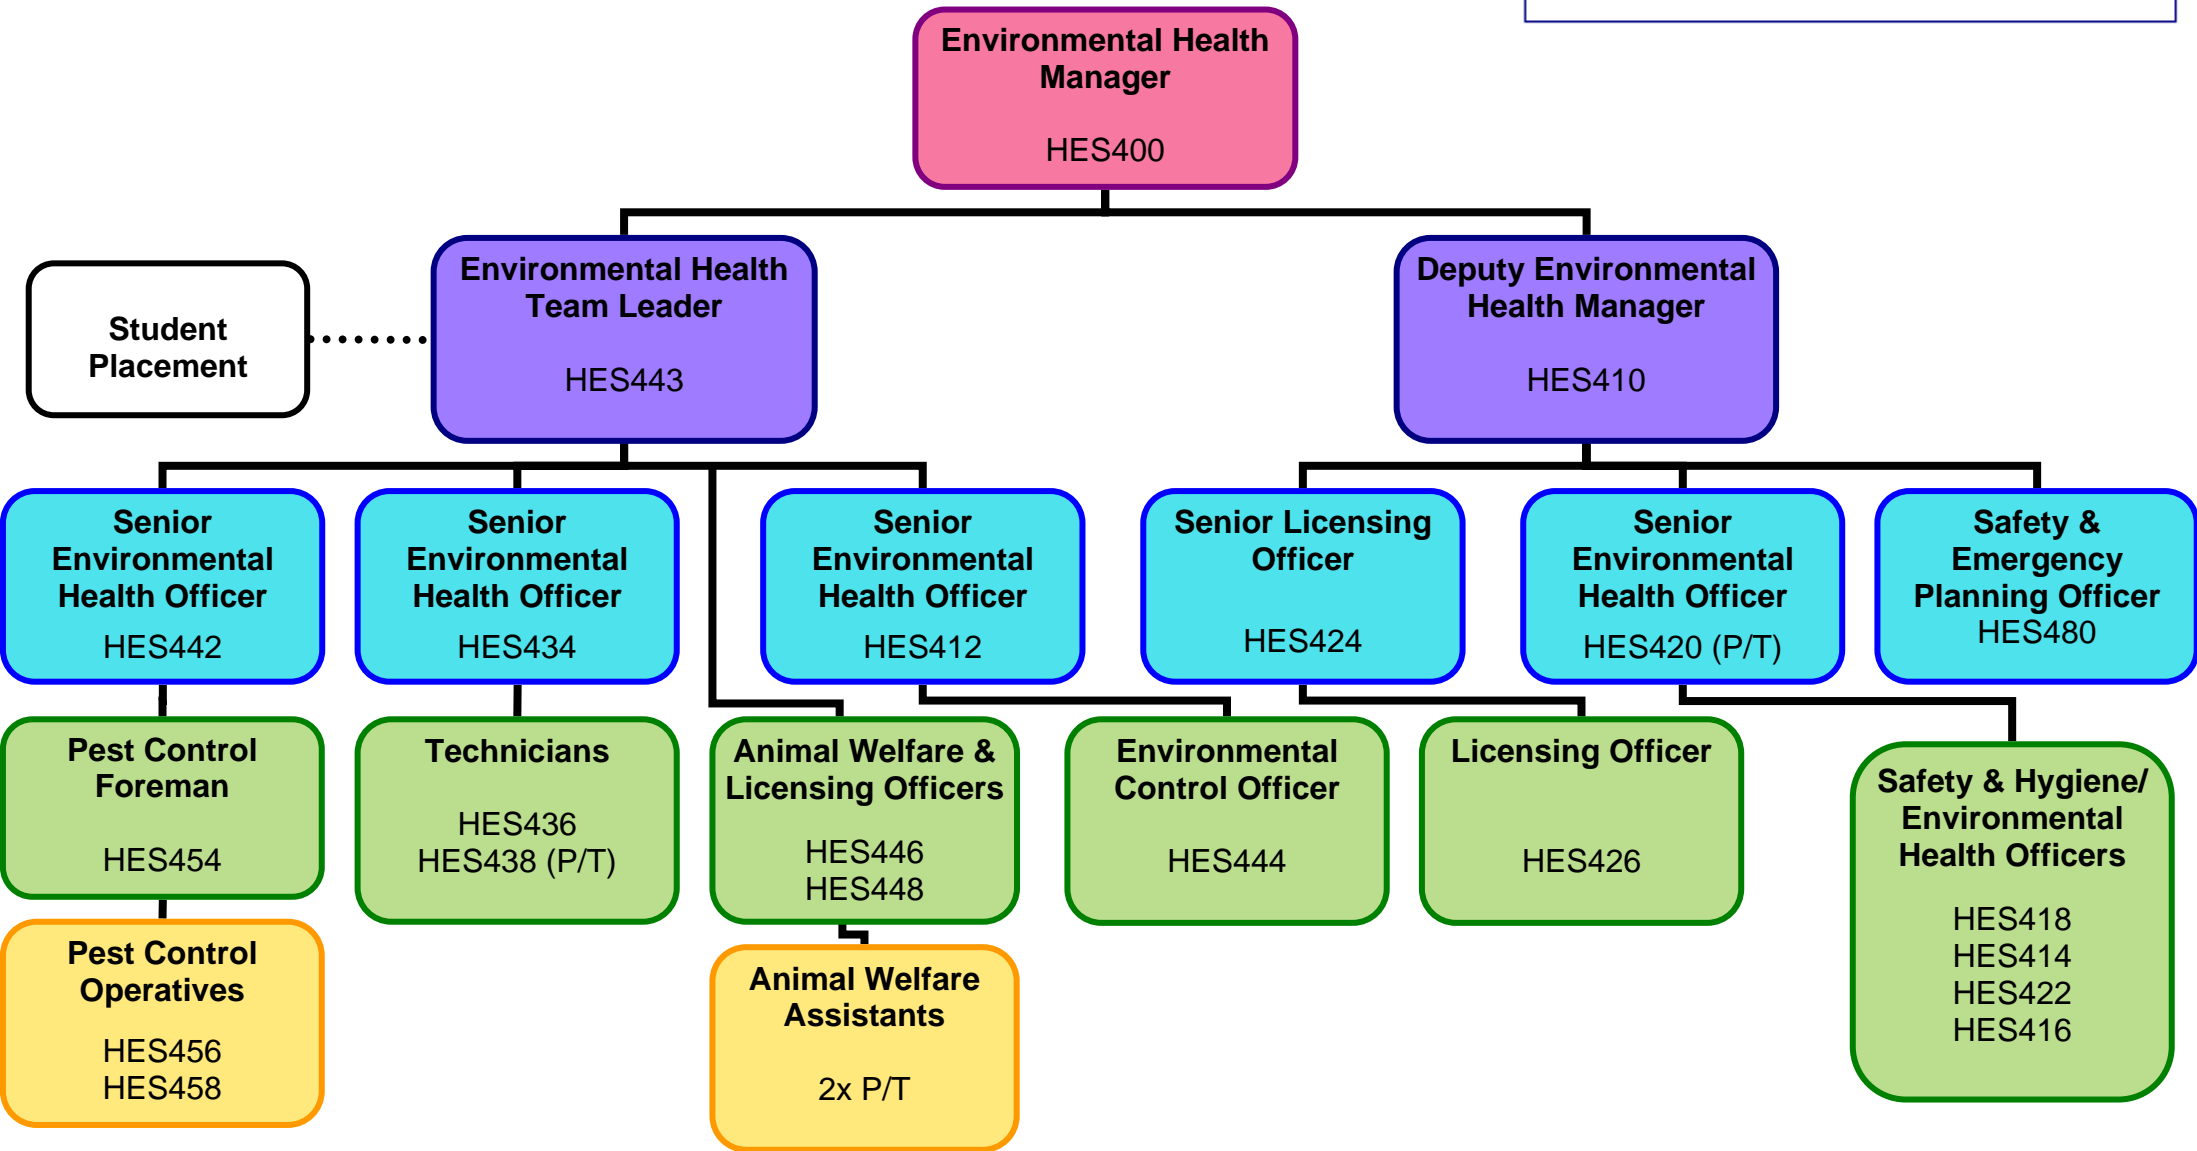 Environmental Health
Manager
HES400
Student
Placement
Environmental Health
Team Leader
HES443
Deputy Environmental
Health Manager
HES410
Senior
Environmental
Health Officer
HES442
Senior
Environmental
Health Officer
HES434
Senior
Environmental
Health Officer
HES412
Senior Licensing
Officer
HES424
Senior
Environmental
Health Officer
HES420 (P/T)
Safety &
Emergency
Planning Officer
HES480
Pest Control
Foreman
HES454
Technicians
HES436
HES438 (P/T)
Animal Welfare &
Licensing Officers
HES446
HES448
Environmental
Control Officer
HES444
Licensing Officer
HES426
Safety & Hygiene/
Environmental
Health Officers
HES418
HES414
HES422
HES416
Pest Control
Operatives
HES456
HES458
Animal Welfare
Assistants
2x P/T